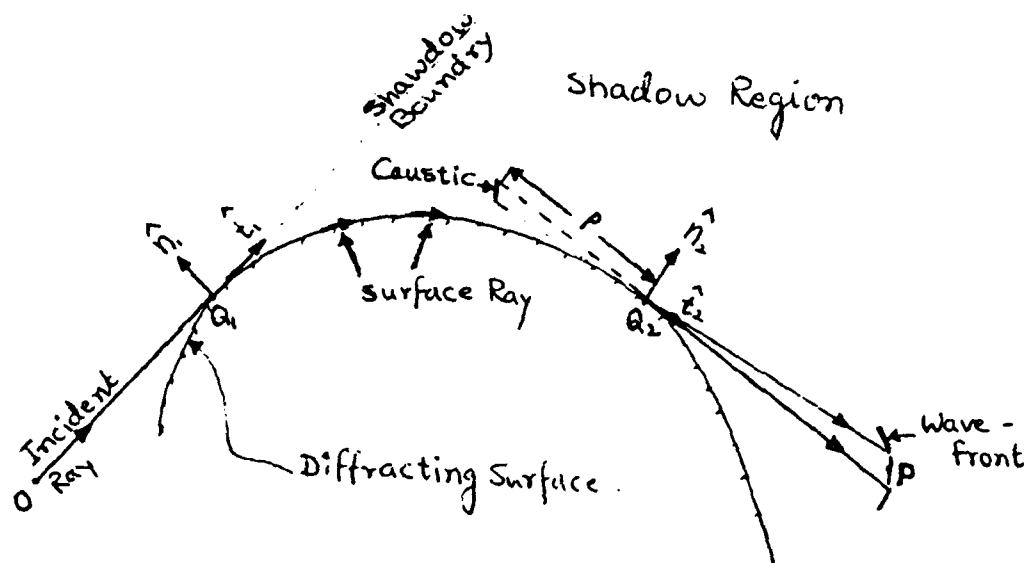 Shawdow
Boundry
Shadow Region
Caustic
ρ
n̂₁
t̂₁
n̂₂
surface Ray
Q₁
Q₂
t̂₂
Incident
Ray
O
Wave-
front
P
Diffracting Surface.